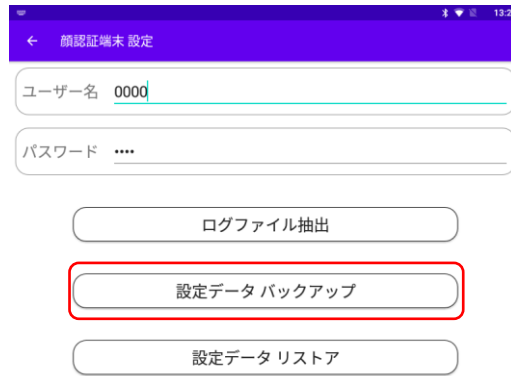 13:2
← 顔認証端末 設定
ユーザー名 0000
パスワード ••••
ログファイル抽出
設定データ バックアップ
設定データ リストア